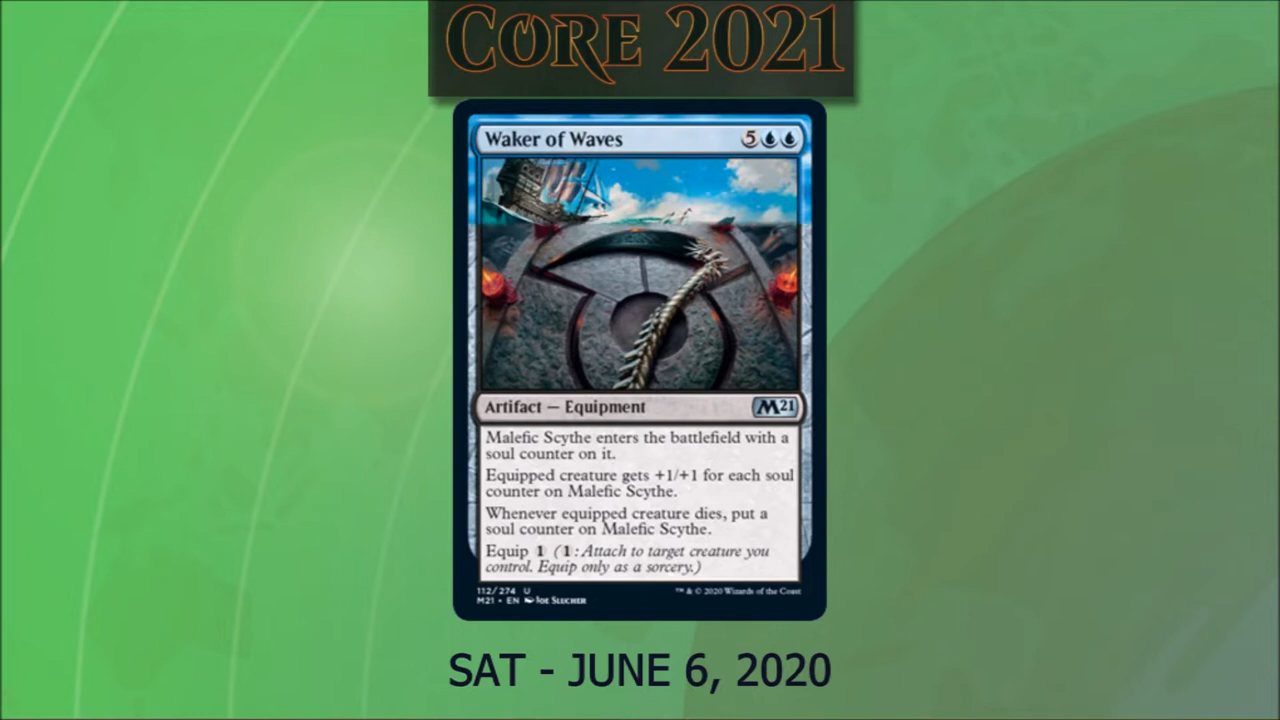 CORE 2021
Waker of Waves 5
Artifact — Equipment M21
Malefic Scythe enters the battlefield with a
soul counter on it.
Equipped creature gets +1/+1 for each soul
counter on Malefic Scythe.
Whenever equipped creature dies, put a
soul counter on Malefic Scythe.
Equip 1 (1: Attach to target creature you
control. Equip only as a sorcery.)
112/274 U
M21 • EN Joe Slucher
™ & © 2020 Wizards of the Coast
SAT - JUNE 6, 2020